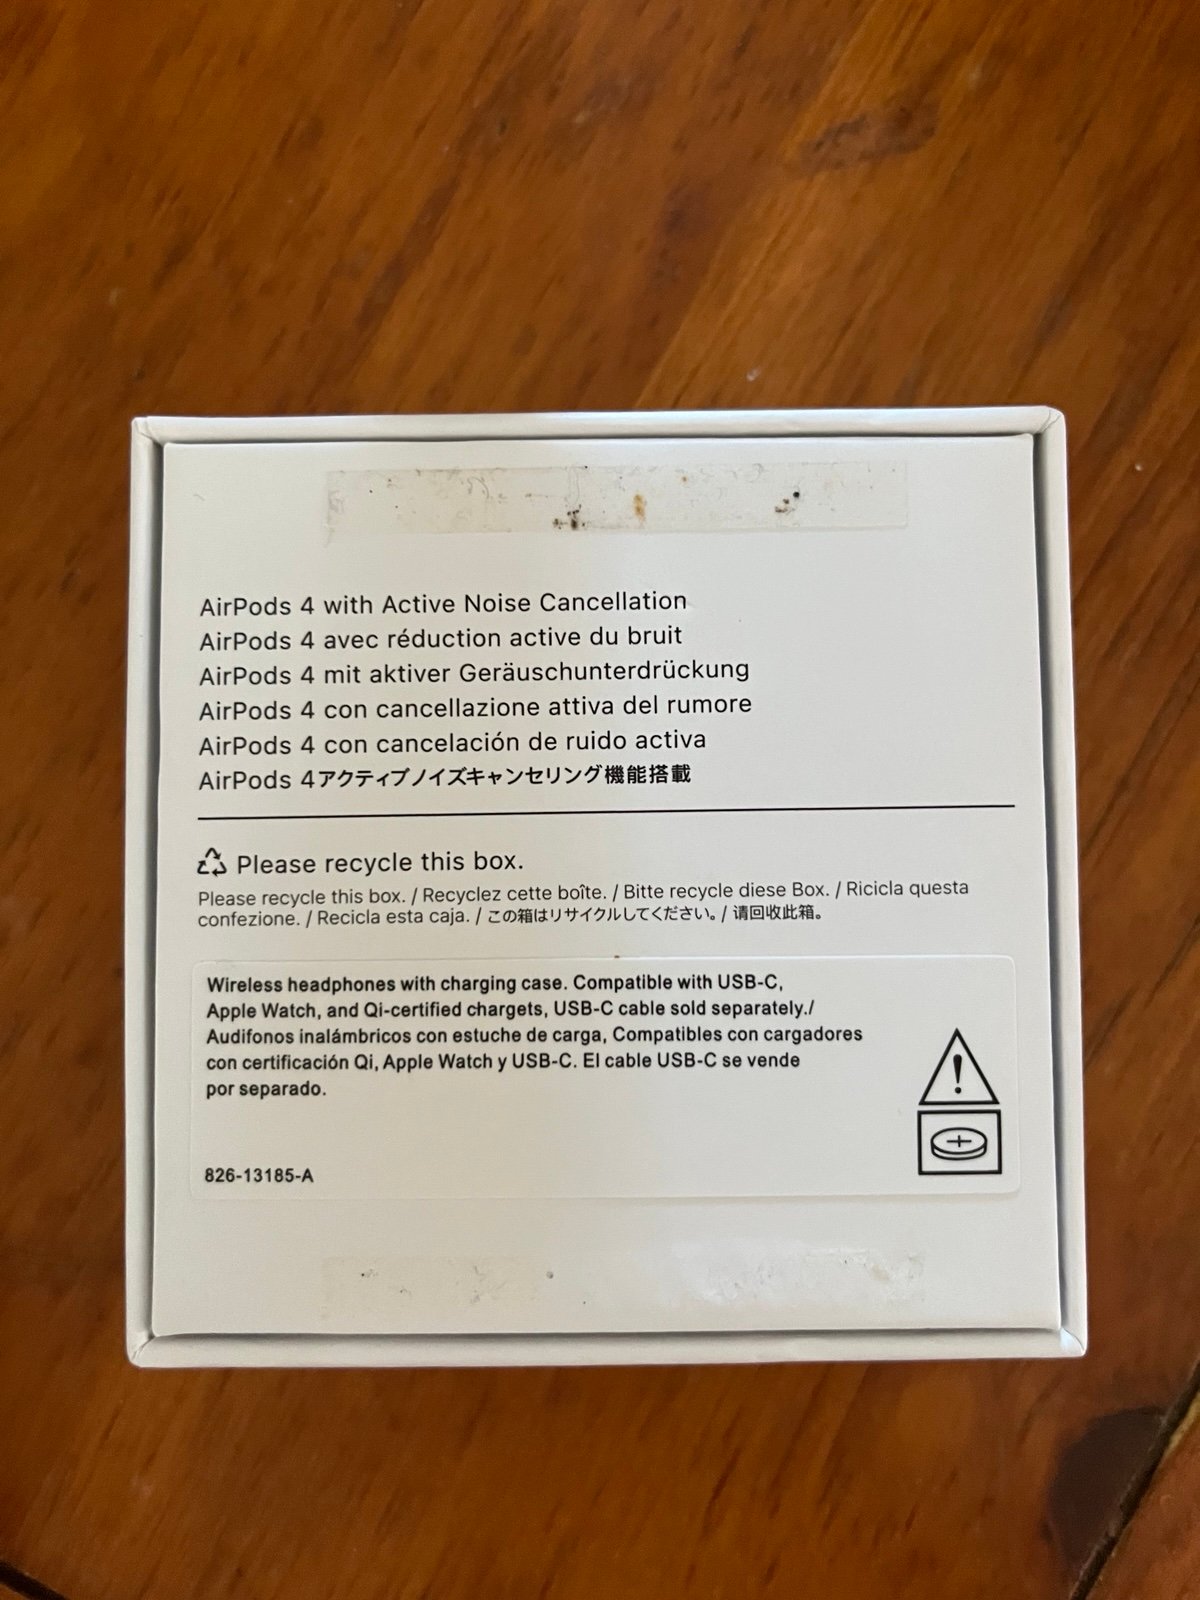 AirPods 4 with Active Noise Cancellation
AirPods 4 avec réduction active du bruit
AirPods 4 mit aktiver Geräuschunterdrückung
AirPods 4 con cancellazione attiva del rumore
AirPods 4 con cancelación de ruido activa
AirPods 4アクティブノイズキャンセリング機能搭載
Please recycle this box.
Please recycle this box. / Recyclez cette boîte. / Bitte recycle diese Box. / Ricicla questa
confezione. / Recicla esta caja. / この箱はリサイクルしてください。/ 请回收此箱。
Wireless headphones with charging case. Compatible with USB-C,
Apple Watch, and Qi-certified chargets, USB-C cable sold separately./
Audifonos inalámbricos con estuche de carga, Compatibles con cargadores
con certificación Qi, Apple Watch y USB-C. El cable USB-C se vende
por separado.
826-13185-A